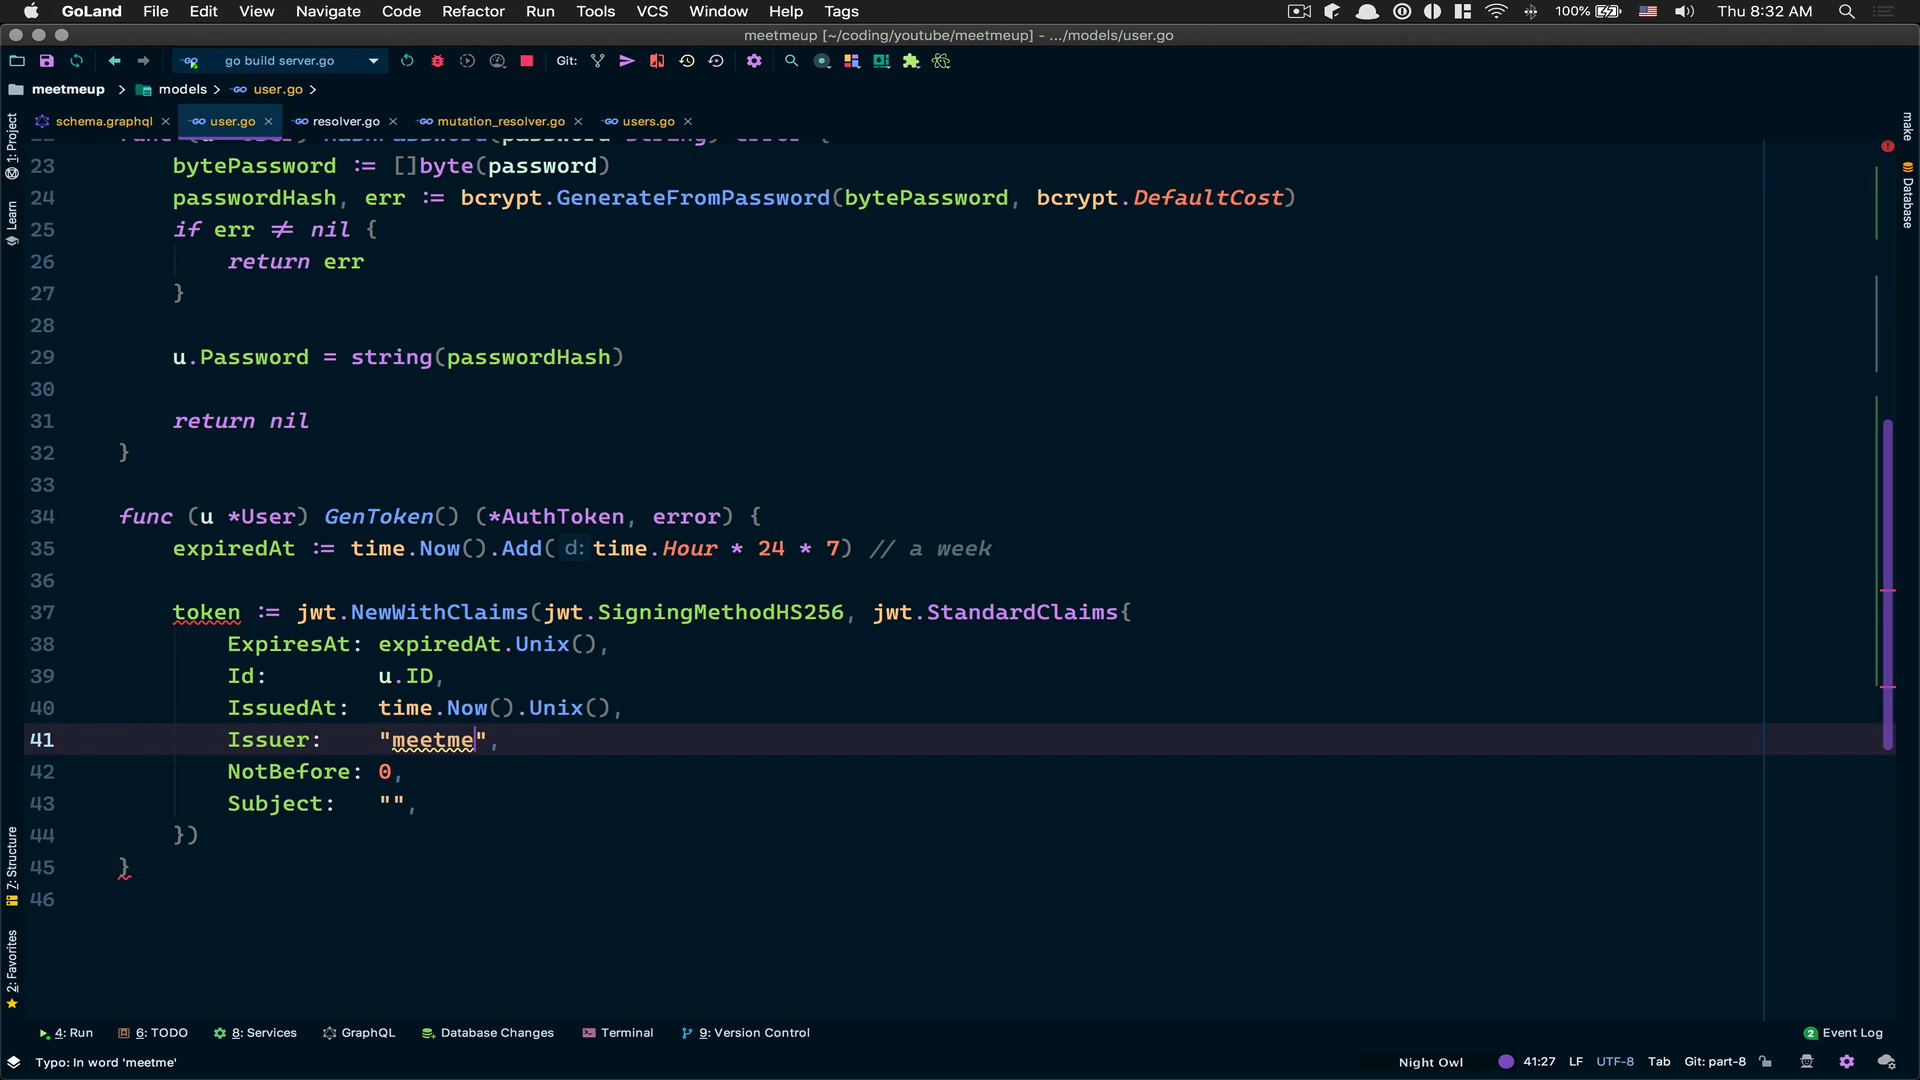 GoLand File Edit View Navigate Code Refactor Run Tools VCS Window Help Tags 100% Thu 8:32 AM
meetmeup [~/coding/youtube/meetmeup] - .../models/user.go
go build server.go Git:
meetmeup models user.go
schema.graphql user.go resolver.go mutation_resolver.go users.go
1: Project
Learn
7: Structure
2: Favorites
make
Database
23 bytePassword := []byte(password)
24 passwordHash, err := bcrypt.GenerateFromPassword(bytePassword, bcrypt.DefaultCost)
25 if err ≠ nil {
26 return err
27 }
28
29 u.Password = string(passwordHash)
30
31 return nil
32 }
33
34 func (u *User) GenToken() (*AuthToken, error) {
35 expiredAt := time.Now().Add( d: time.Hour * 24 * 7) // a week
36
37 token := jwt.NewWithClaims(jwt.SigningMethodHS256, jwt.StandardClaims{
38 ExpiresAt: expiredAt.Unix(),
39 Id: u.ID,
40 IssuedAt: time.Now().Unix(),
41 Issuer: "meetme",
42 NotBefore: 0,
43 Subject: "",
44 })
45 }
46
4: Run 6: TODO 8: Services GraphQL Database Changes Terminal 9: Version Control 2 Event Log
Typo: In word 'meetme' Night Owl 41:27 LF UTF-8 Tab Git: part-8